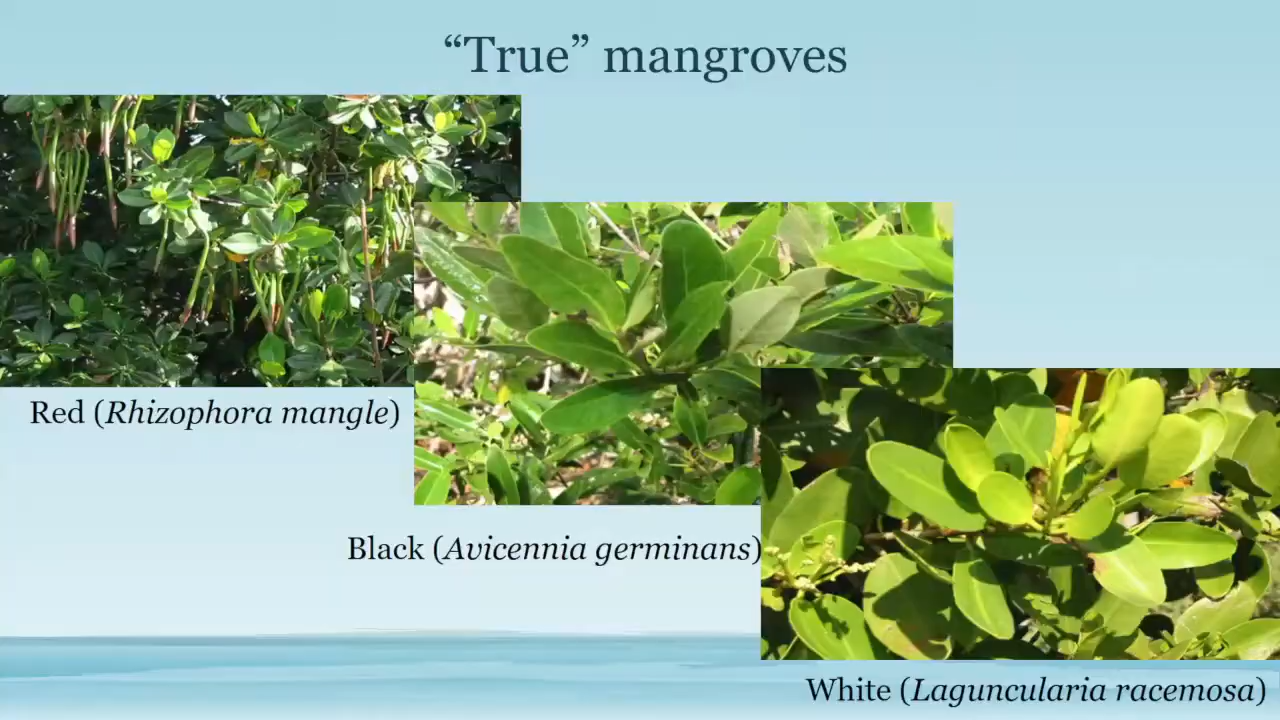 “True” mangroves
Red (Rhizophora mangle)
Black (Avicennia germinans)
White (Laguncularia racemosa)